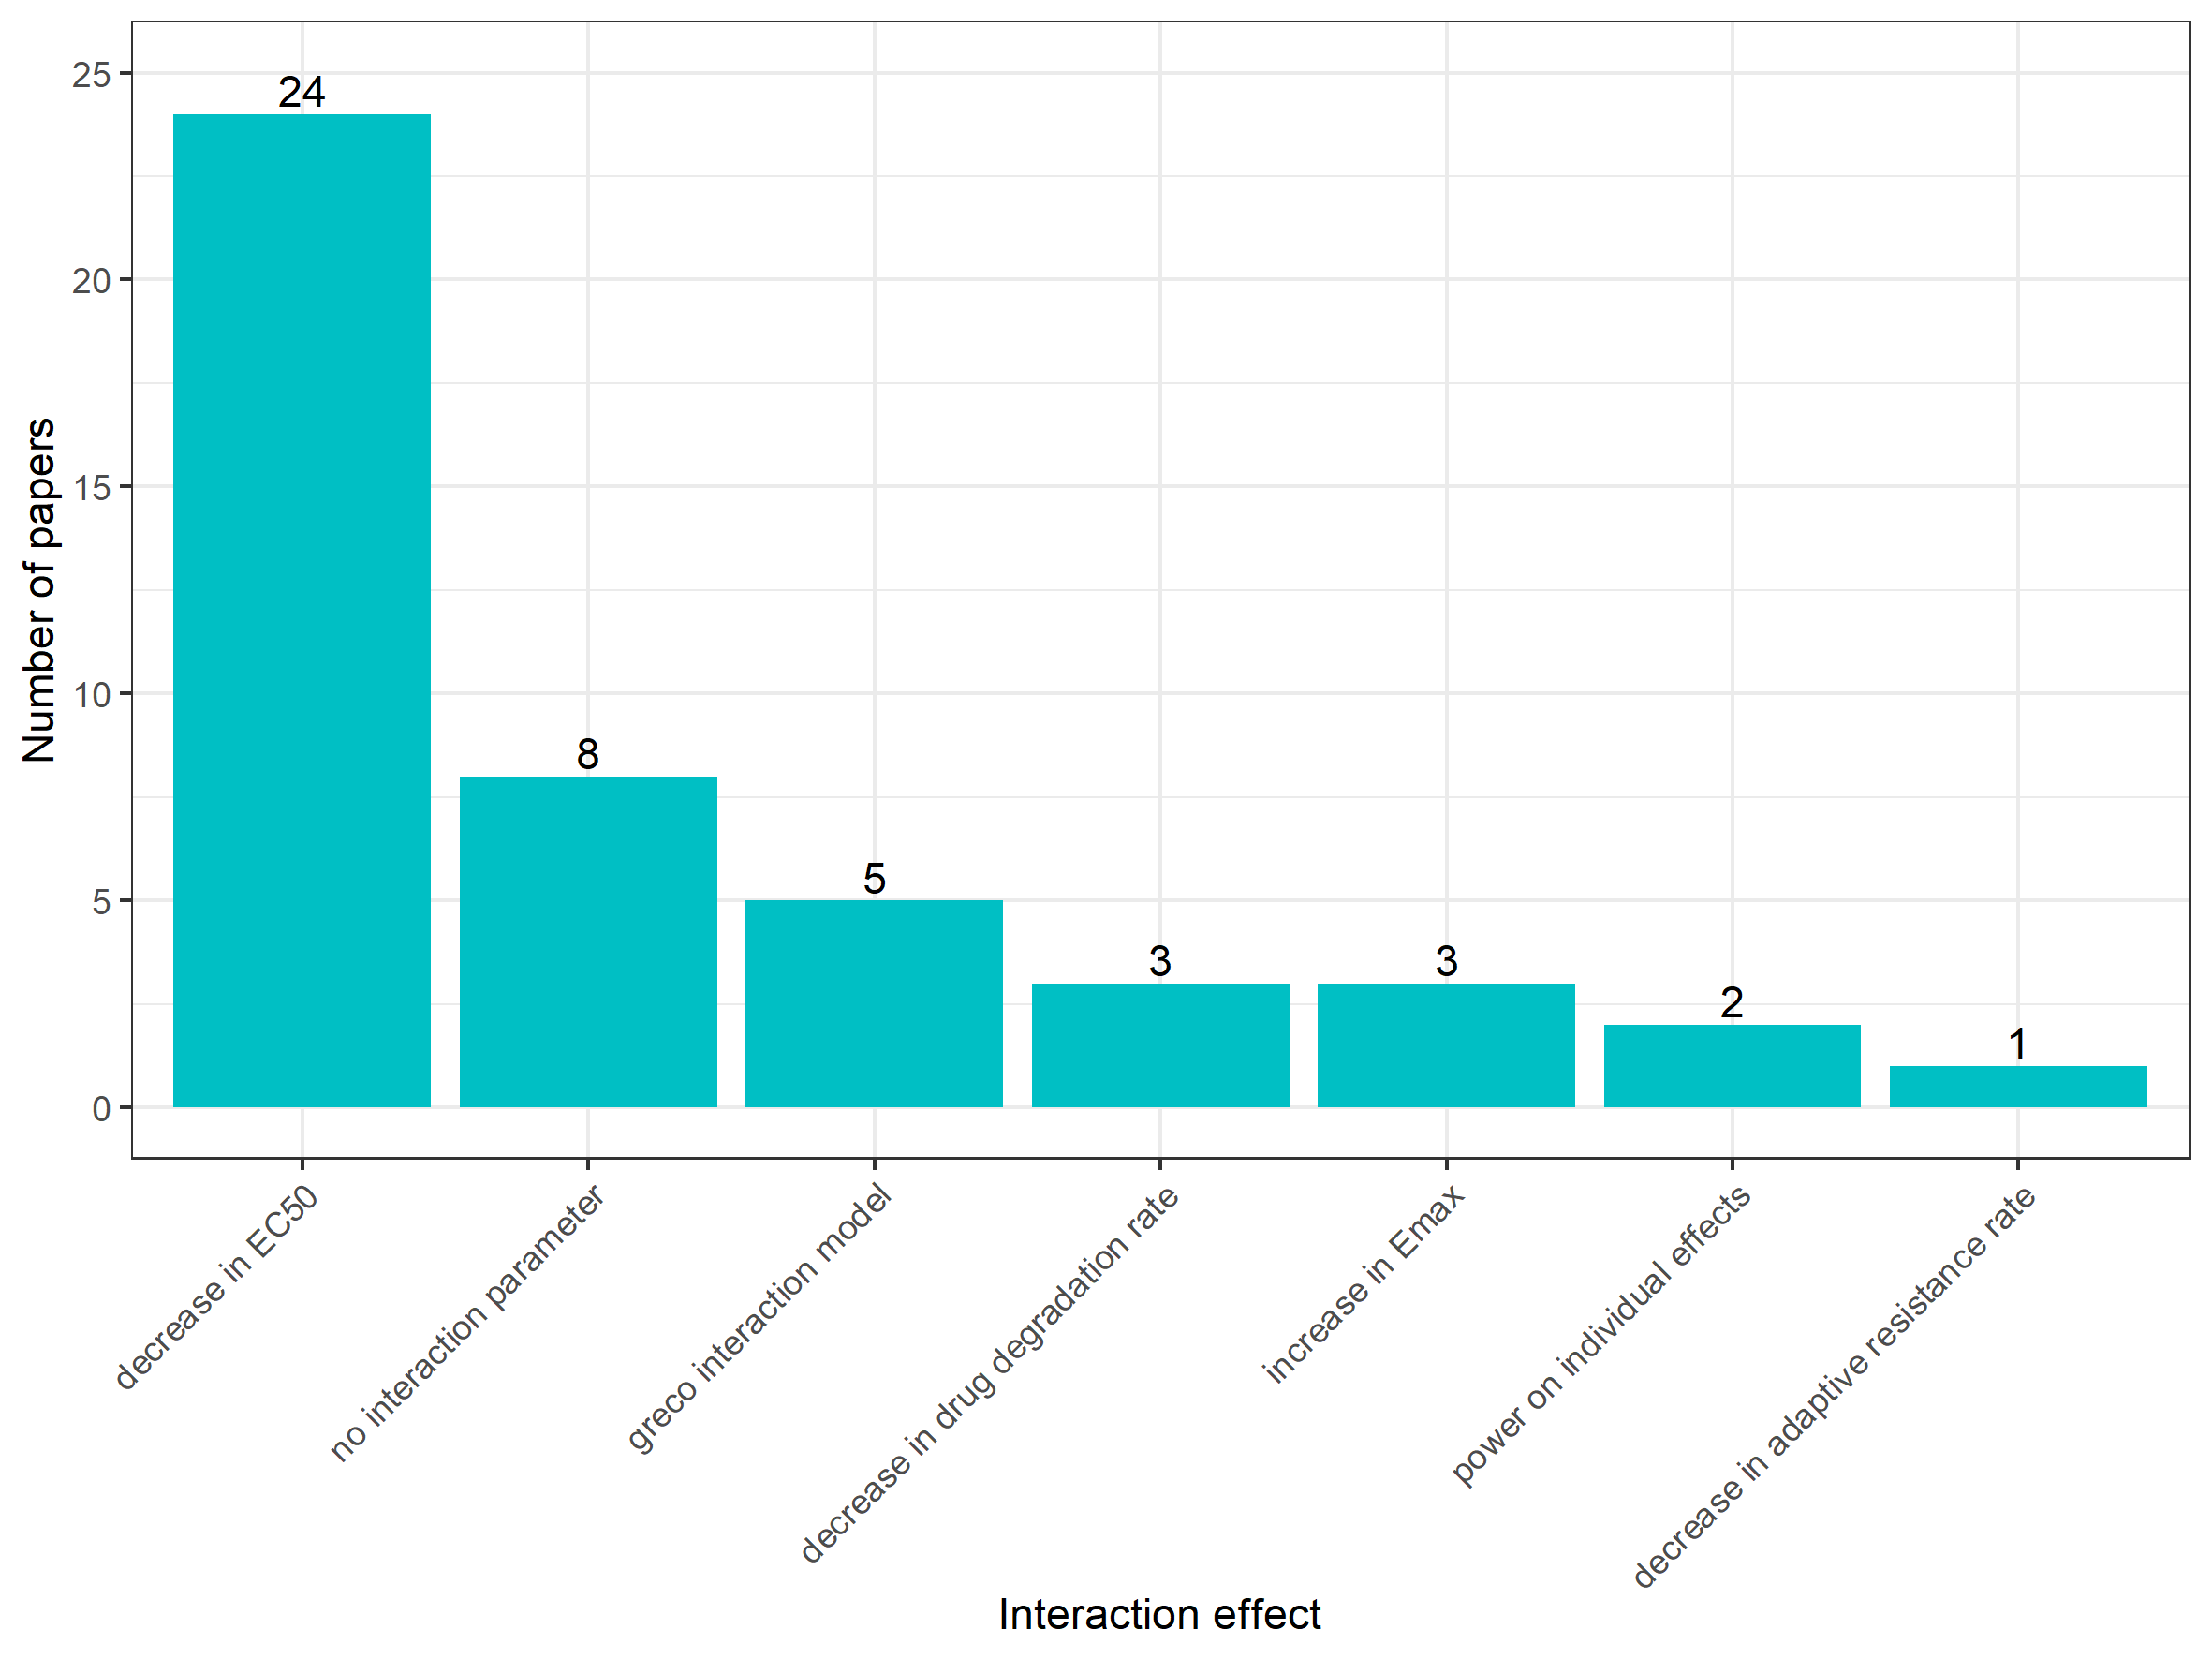 Number of papers
25
20
15
10
5
0
24
8
5
3
3
2
1
decrease in EC50
no interaction parameter
greco interaction model
decrease in drug degradation rate
increase in Emax
power on individual effects
decrease in adaptive resistance rate
Interaction effect